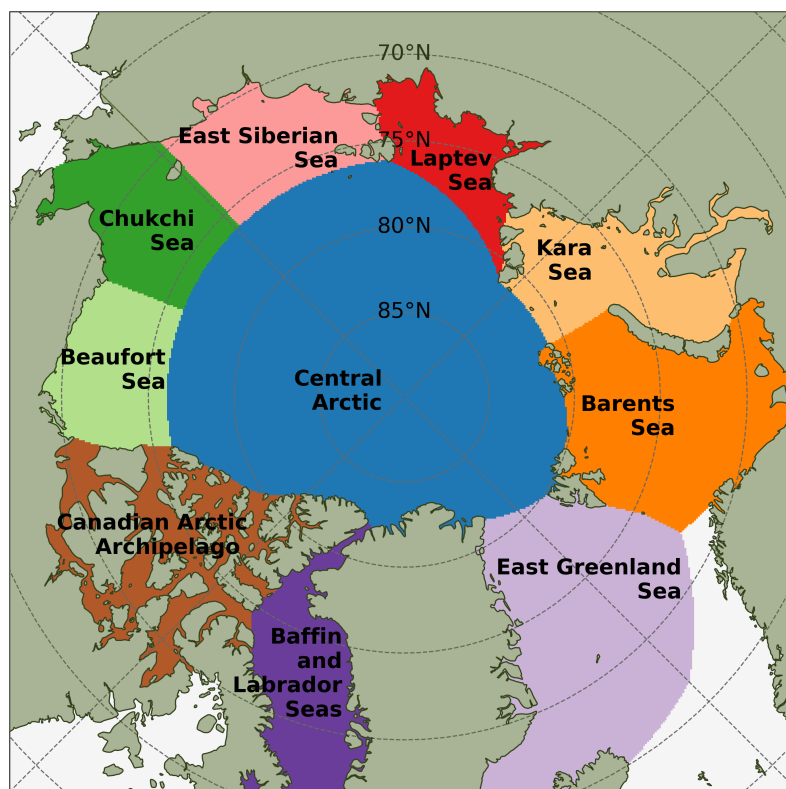 70°N
East Siberian
Sea
75°N
Laptev
Sea
Chukchi
Sea
80°N
Kara
Sea
85°N
Beaufort
Sea
Central
Arctic
Barents
Sea
Canadian Arctic
Archipelago
East Greenland
Sea
Baffin
and
Labrador
Seas